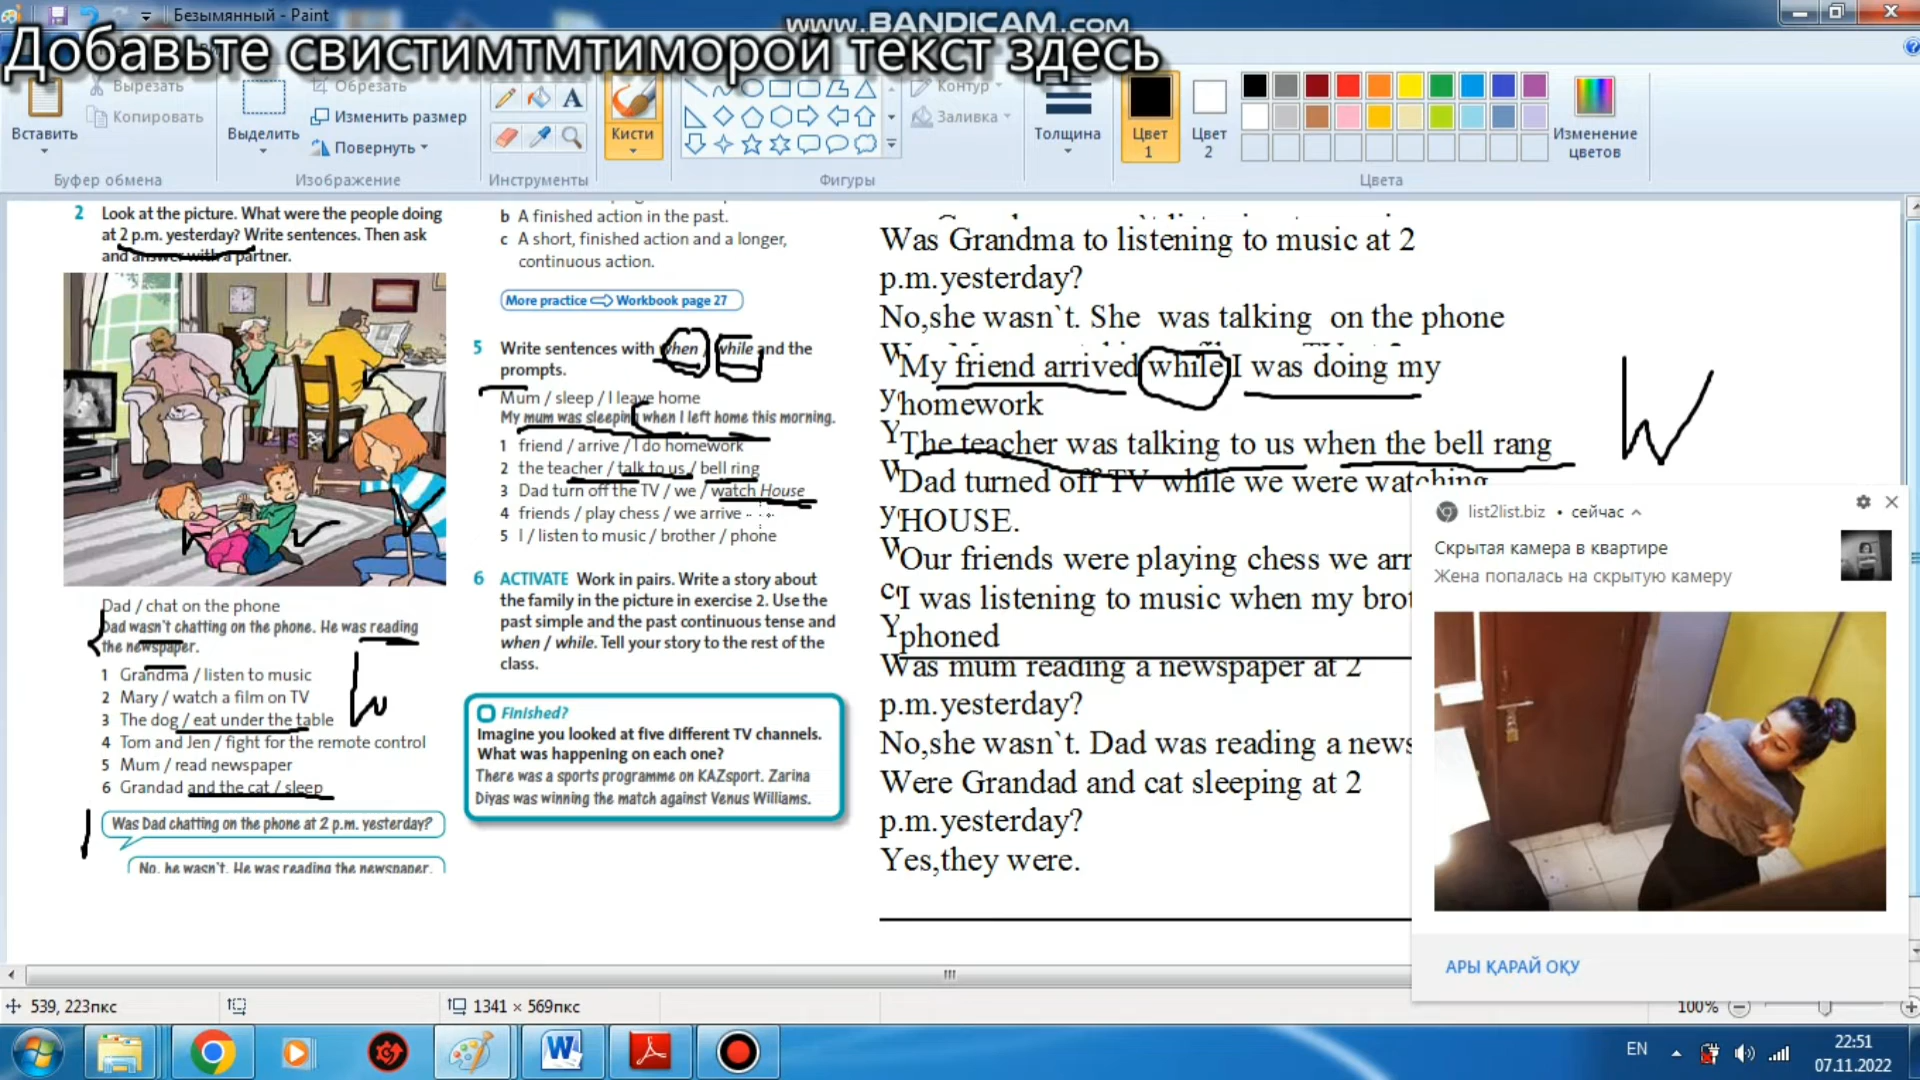 Безымянный - Paint
www.BANDICAM.com
Добавьте свистимтмтиморой текст здесь
Вставить
Вырезать
Копировать
Буфер обмена
Выделить
Обрезать
Изменить размер
Повернуть
Изображение
Инструменты
Кисти
Фигуры
Контур
Заливка
Толщина
Цвет 1
Цвет 2
Изменение цветов
Цвета
2 Look at the picture. What were the people doing
at 2 p.m. yesterday? Write sentences. Then ask
and answer with a partner.
Dad / chat on the phone
Dad wasn't chatting on the phone. He was reading
the newspaper.
1 Grandma / listen to music
2 Mary / watch a film on TV
3 The dog / eat under the table
4 Tom and Jen / fight for the remote control
5 Mum / read newspaper
6 Grandad and the cat / sleep
Was Dad chatting on the phone at 2 p.m. yesterday?
No, he wasn't. He was reading the newspaper.
b A finished action in the past.
c A short, finished action and a longer,
continuous action.
More practice ⇨ Workbook page 27
5 Write sentences with when / while and the
prompts.
Mum / sleep / I leave home
My mum was sleeping when I left home this morning.
1 friend / arrive / I do homework
2 the teacher / talk to us / bell ring
3 Dad turn off the TV / we / watch House
4 friends / play chess / we arrive
5 I / listen to music / brother / phone
6 ACTIVATE Work in pairs. Write a story about
the family in the picture in exercise 2. Use the
past simple and the past continuous tense and
when / while. Tell your story to the rest of the
class.
Finished?
Imagine you looked at five different TV channels.
What was happening on each one?
There was a sports programme on KAZsport. Zarina
Diyas was winning the match against Venus Williams.
Was Grandma to listening to music at 2
p.m.yesterday?
No,she wasn`t. She was talking on the phone
My friend arrived while I was doing my
homework
The teacher was talking to us when the bell rang
Dad turned off TV while we were watching
HOUSE.
Our friends were playing chess we arr
I was listening to music when my brot
phoned
Was mum reading a newspaper at 2
p.m.yesterday?
No,she wasn`t. Dad was reading a news
Were Grandad and cat sleeping at 2
p.m.yesterday?
Yes,they were.
list2list.biz • сейчас
Скрытая камера в квартире
Жена попалась на скрытую камеру
АРЫ ҚАРАЙ ОҚУ
539, 223пкс
1341 × 569пкс
100%
EN
22:51
07.11.2022